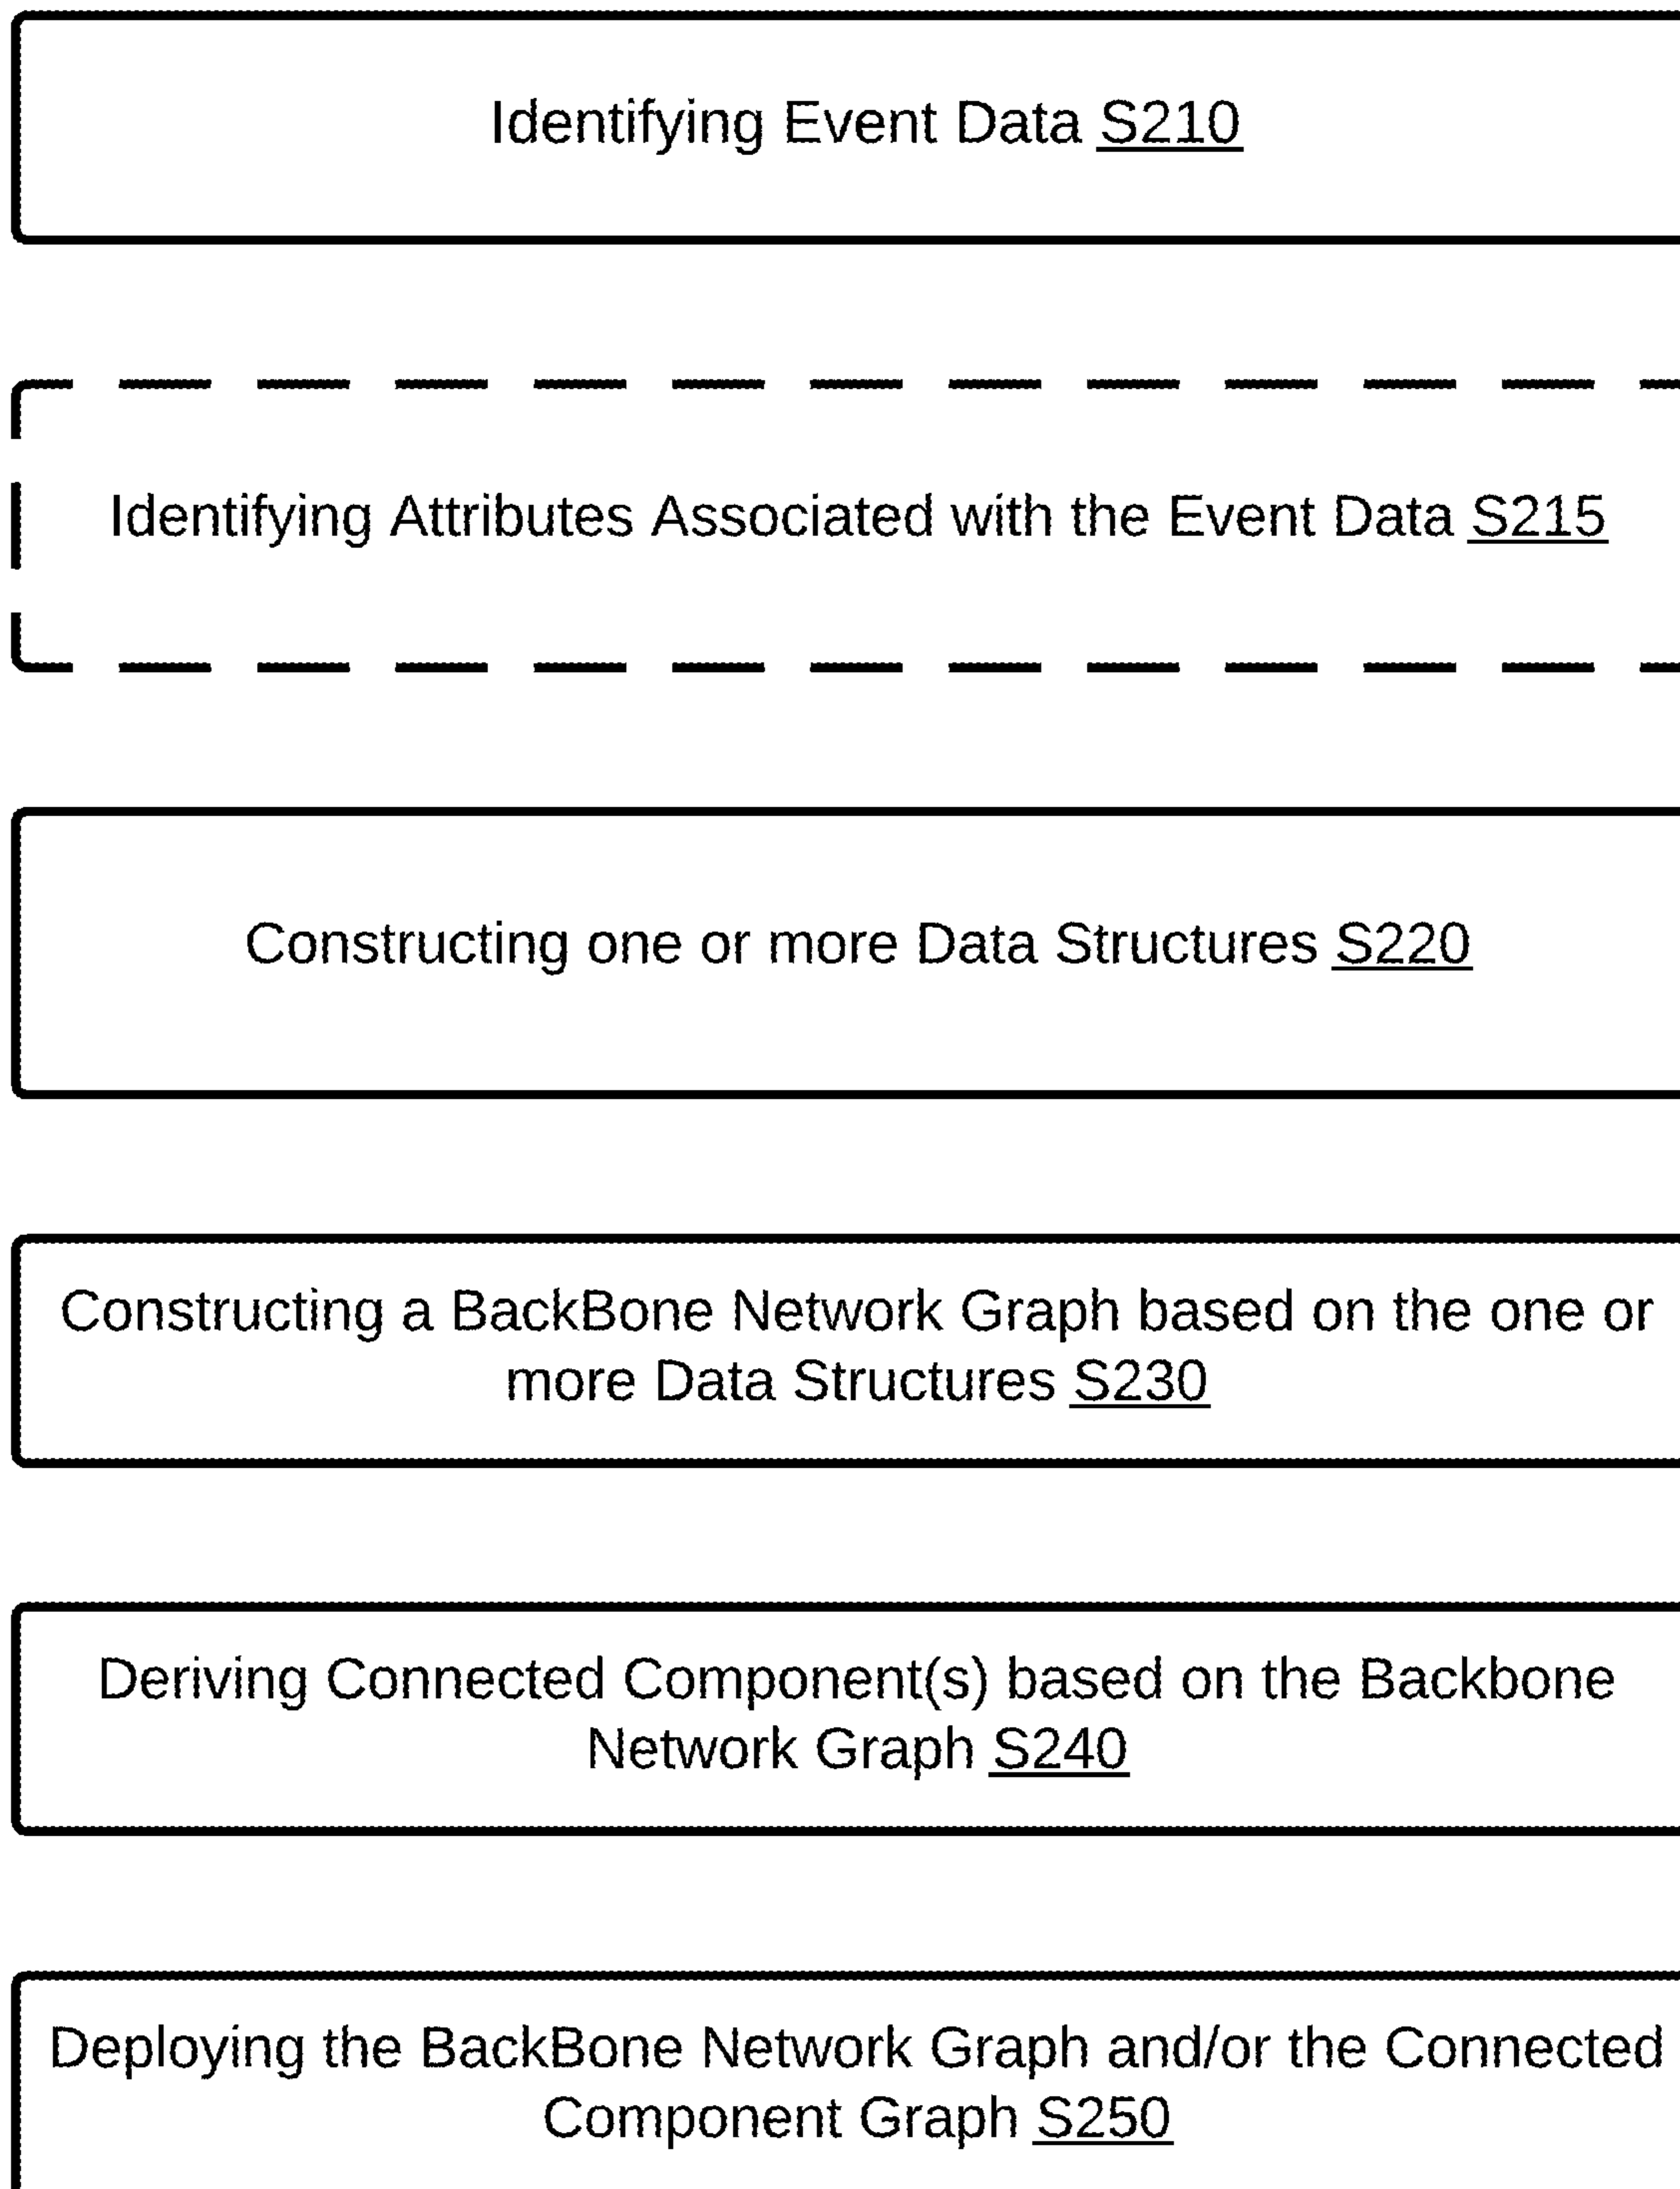 Identifying Event Data S210
Identifying Attributes Associated with the Event Data S215
Constructing one or more Data Structures S220
Constructing a BackBone Network Graph based on the one or
more Data Structures S230
Deriving Connected Component(s) based on the Backbone
Network Graph S240
Deploying the BackBone Network Graph and/or the Connected
Component Graph S250